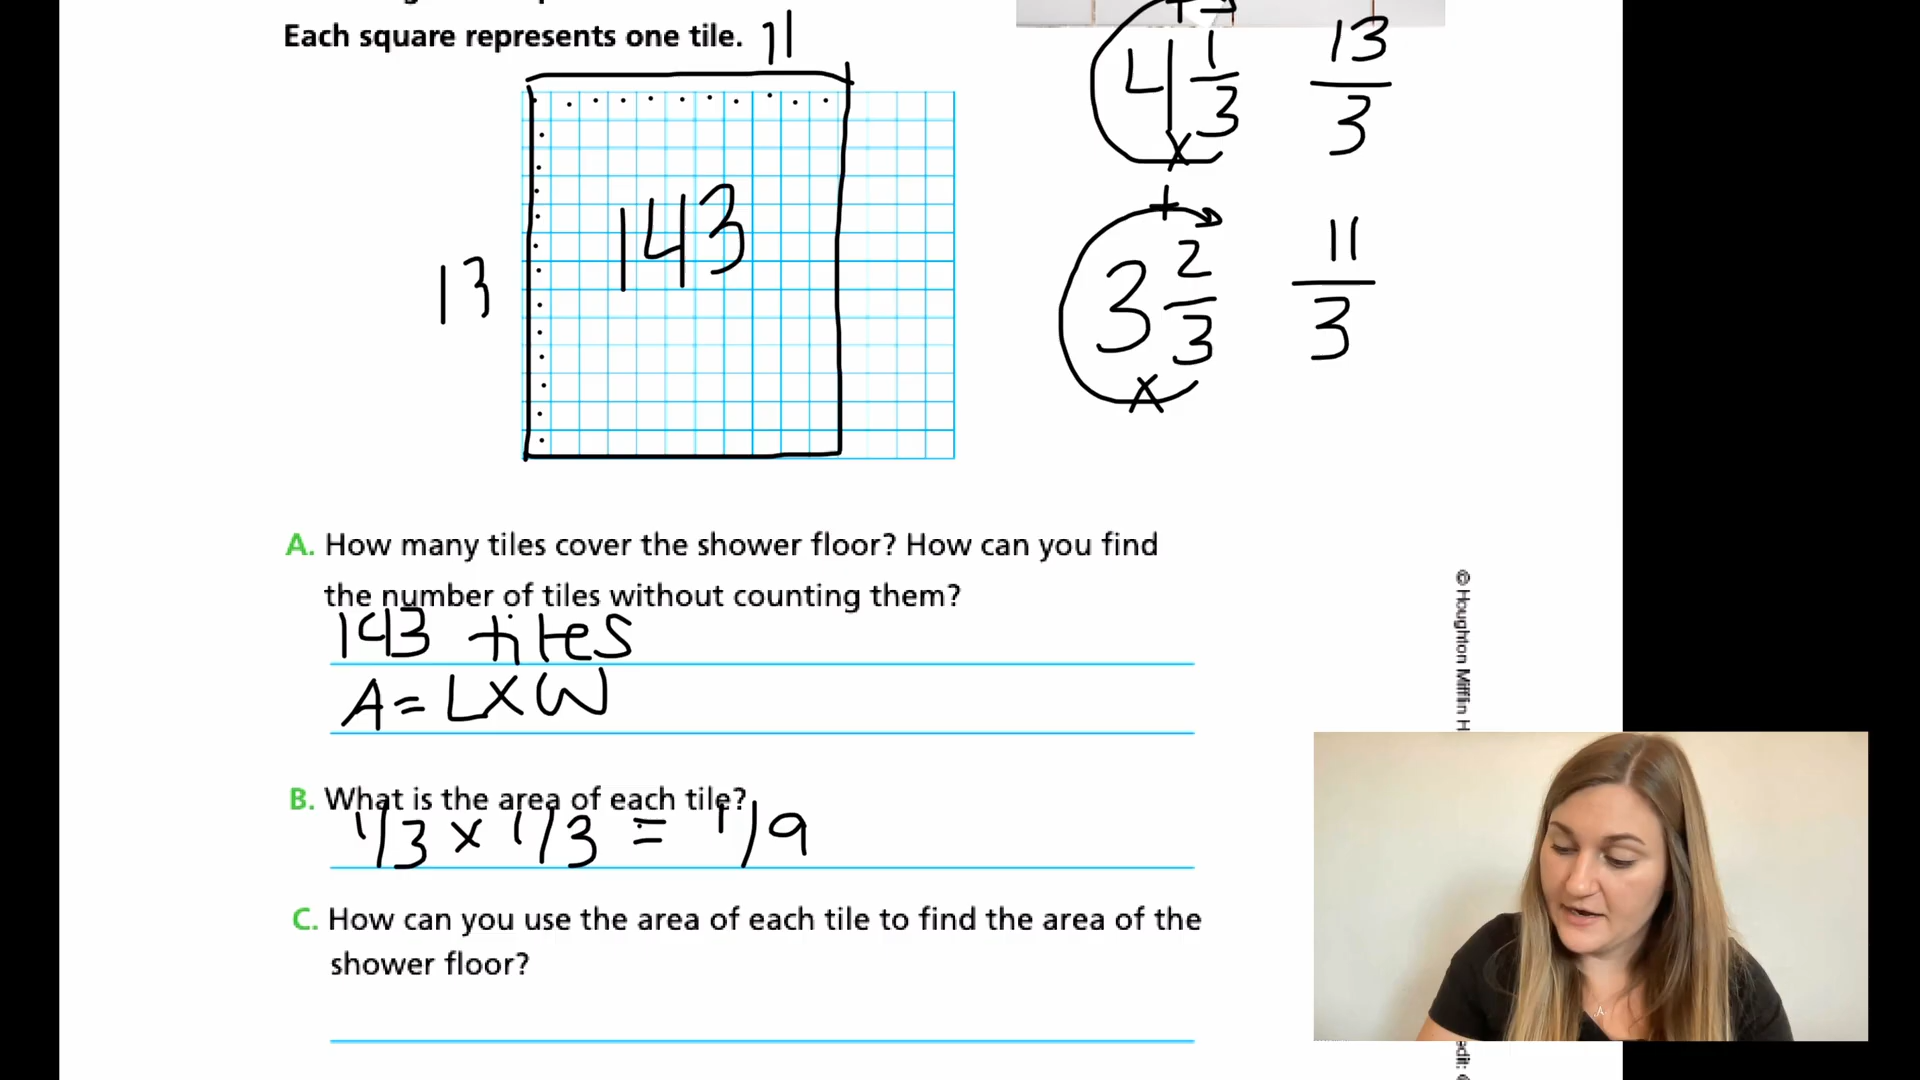 Each square represents one tile.
11
13
143
+
4 1/3
x
13/3
+
3 2/3
x
11/3
A. How many tiles cover the shower floor? How can you find
the number of tiles without counting them?
143 tiles
A = L X W
B. What is the area of each tile?
1/3 x 1/3 = 1/9
C. How can you use the area of each tile to find the area of the
shower floor?
© Houghton Mifflin H
edit: ©